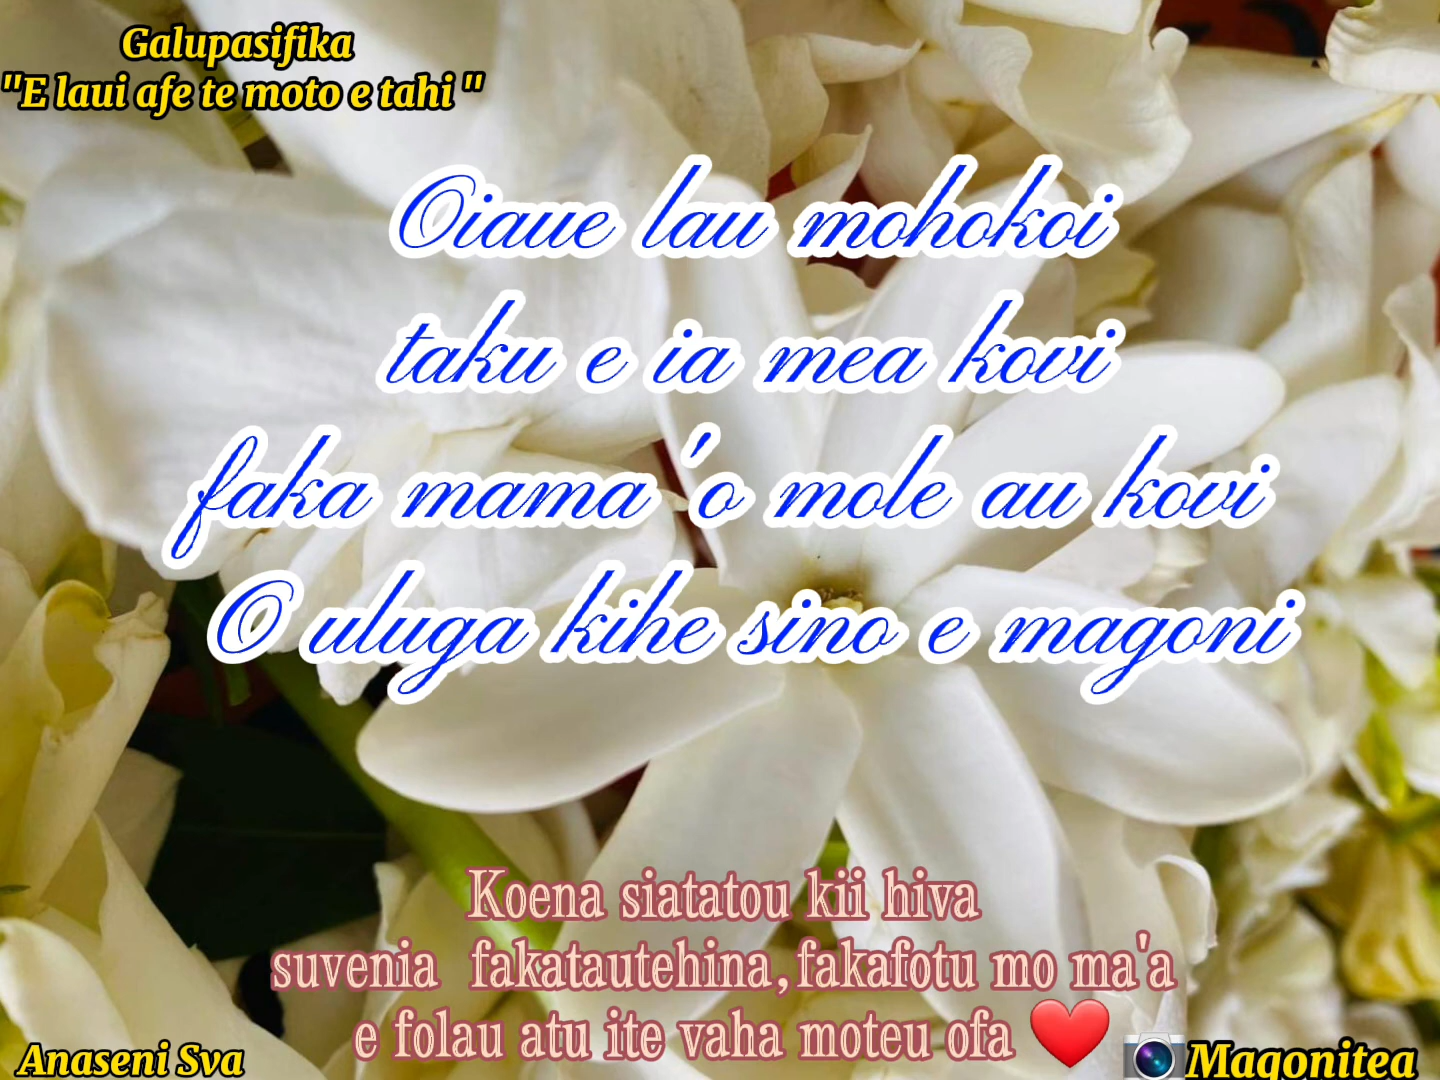 Galupasifika
"E laui afe te moto e tahi "
Oiaue lau mohokoi
taku e ia mea kovi
faka mama 'o mole au kovi
O uluga kihe sino e magoni
Koena siatatou kii hiva
suvenia fakatautehina,fakafotu mo ma'a
e folau atu ite vaha moteu ofa ❤️
Anaseni Sva
📷Magonitea